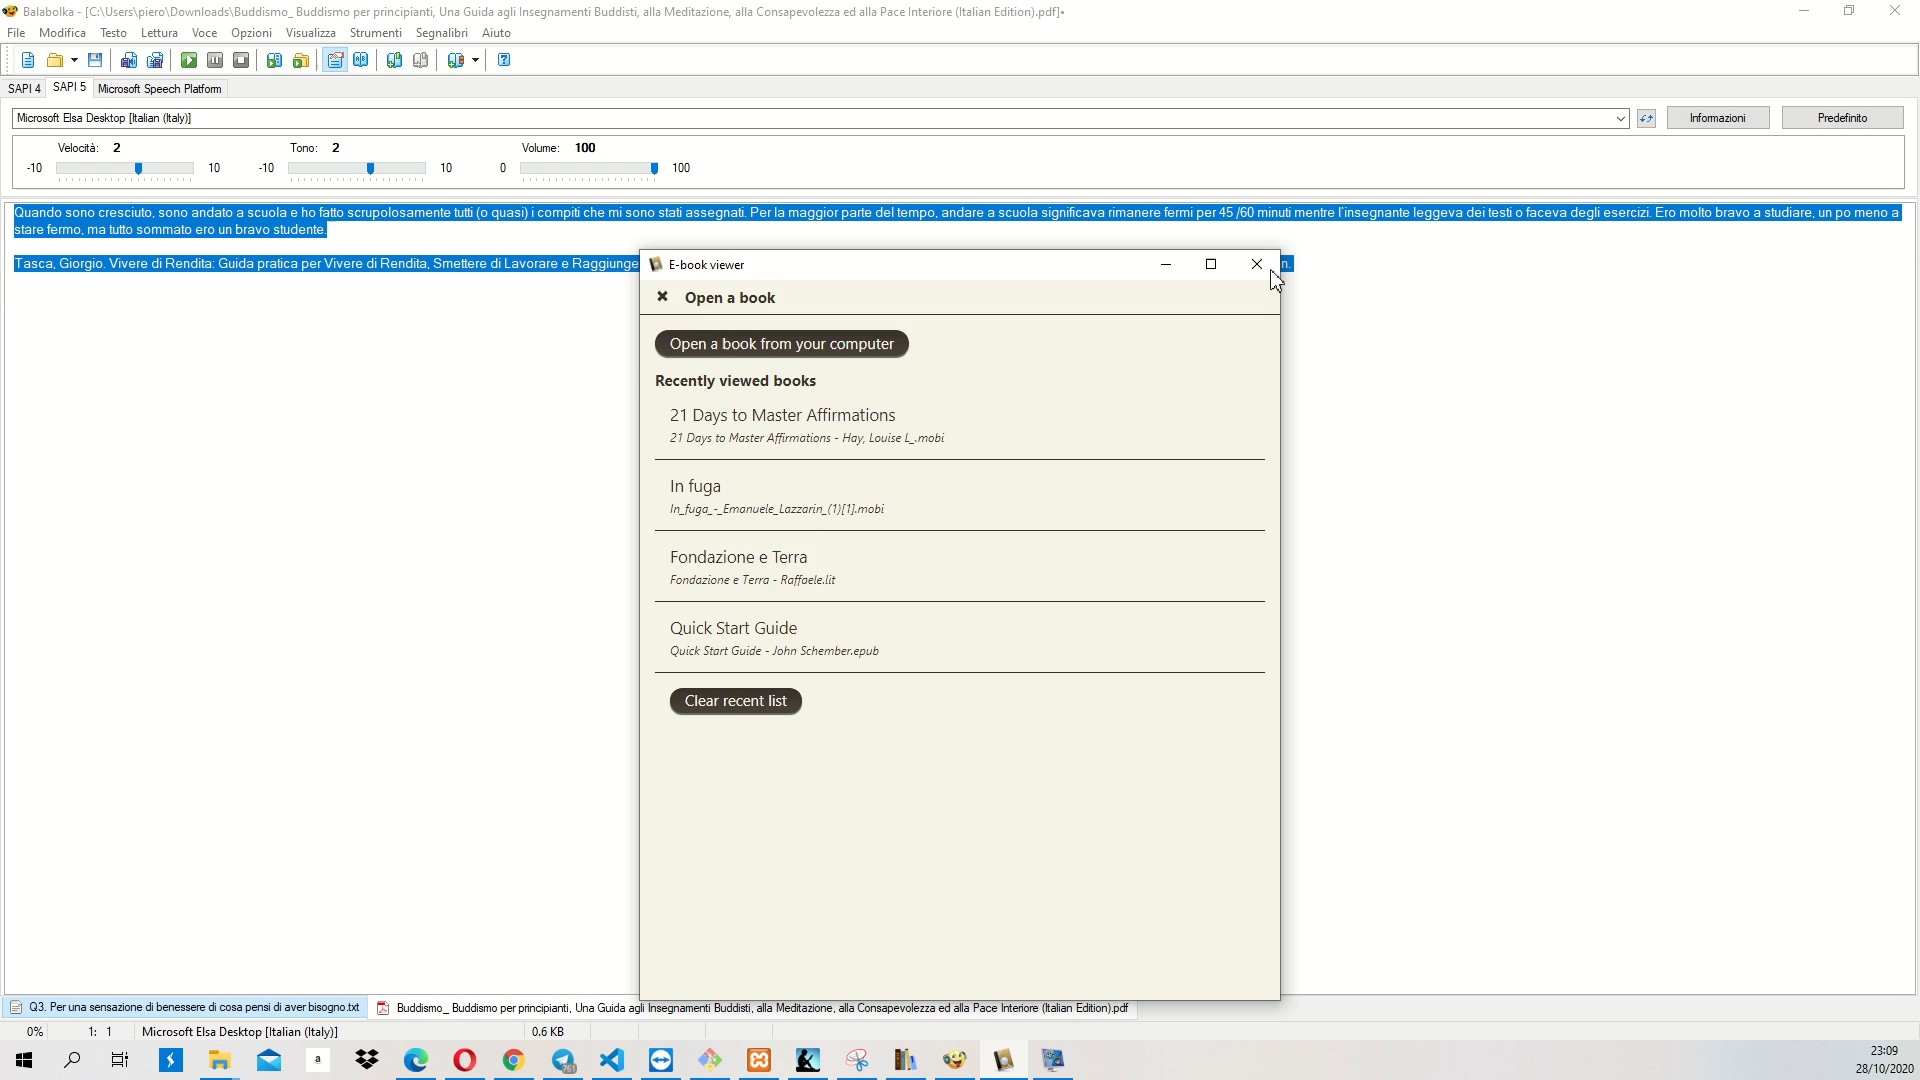 Balabolka - [C:\Users\piero\Downloads\Buddismo_ Buddismo per principianti, Una Guida agli Insegnamenti Buddisti, alla Meditazione, alla Consapevolezza ed alla Pace Interiore (Italian Edition).pdf]•
File Modifica Testo Lettura Voce Opzioni Visualizza Strumenti Segnalibri Aiuto
SAPI 4 SAPI 5 Microsoft Speech Platform
Microsoft Elsa Desktop [Italian (Italy)] Informazioni Predefinito
Velocità: 2 Tono: 2 Volume: 100
-10 10 -10 10 0 100
Quando sono cresciuto, sono andato a scuola e ho fatto scrupolosamente tutti (o quasi) i compiti che mi sono stati assegnati. Per la maggior parte del tempo, andare a scuola significava rimanere fermi per 45 /60 minuti mentre l'insegnante leggeva dei testi o faceva degli esercizi. Ero molto bravo a studiare, un po meno a
stare fermo, ma tutto sommato ero un bravo studente.
Tasca, Giorgio. Vivere di Rendita: Guida pratica per Vivere di Rendita, Smettere di Lavorare e Raggiunge n.
E-book viewer
Open a book
Open a book from your computer
Recently viewed books
21 Days to Master Affirmations
21 Days to Master Affirmations - Hay, Louise L_.mobi
In fuga
In_fuga_-_Emanuele_Lazzarin_(1)[1].mobi
Fondazione e Terra
Fondazione e Terra - Raffaele.lit
Quick Start Guide
Quick Start Guide - John Schember.epub
Clear recent list
Q3. Per una sensazione di benessere di cosa pensi di aver bisogno.txt Buddismo_ Buddismo per principianti, Una Guida agli Insegnamenti Buddisti, alla Meditazione, alla Consapevolezza ed alla Pace Interiore (Italian Edition).pdf
0% 1: 1 Microsoft Elsa Desktop [Italian (Italy)] 0.6 KB
a
761
23:09
28/10/2020